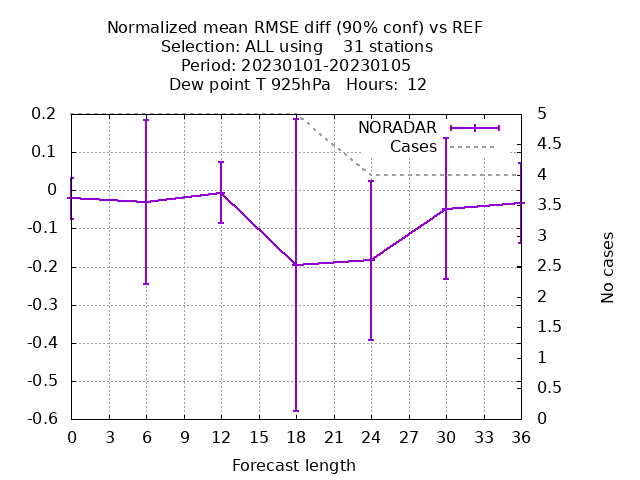 Normalized mean RMSE diff (90% conf) vs REF
Selection: ALL using    31 stations
Period: 20230101-20230105
Dew point T 925hPa   Hours:  12
NORADAR
Cases
0.2
0.1
0
-0.1
-0.2
-0.3
-0.4
-0.5
-0.6
5
4.5
4
3.5
3
2.5
2
1.5
1
0.5
0
No cases
0 3 6 9 12 15 18 21 24 27 30 33 36
Forecast length